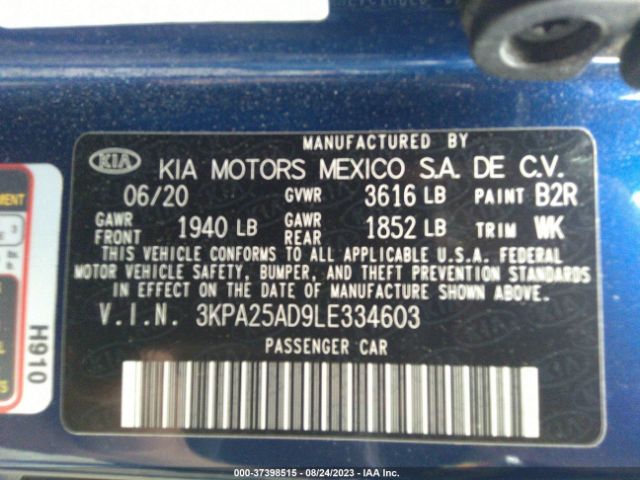 MANUFACTURED BY
KIA KIA MOTORS MEXICO S.A. DE C.V.
06/20 GVWR 3616 LB PAINT B2R
GAWR FRONT 1940 LB GAWR REAR 1852 LB TRIM WK
THIS VEHICLE CONFORMS TO ALL APPLICABLE U.S.A. FEDERAL
MOTOR VEHICLE SAFETY, BUMPER, AND THEFT PREVENTION STANDARDS
IN EFFECT ON THE DATE OF MANUFACTURE SHOWN ABOVE.
V.I.N. 3KPA25AD9LE334603
PASSENGER CAR
H910
000-37398515 - 08/24/2023 - IAA Inc.